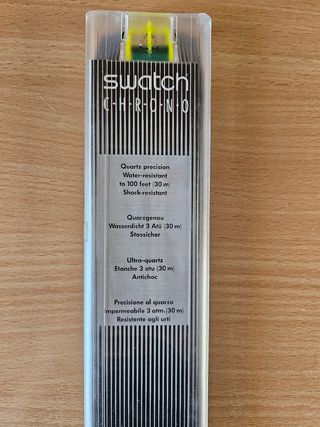 swatch
C·H·R·O·N·O
Quartz precision
Water-resistant
to 100 feet (30 m)
Shock-resistant
Quarzgenau
Wasserdicht 3 Atü (30 m)
Stossicher
Ultra-quartz
Etanche 3 atu (30 m)
Antichoc
Precisione al quarzo
impermeabile 3 atm. (30 m)
Resistente agli urti